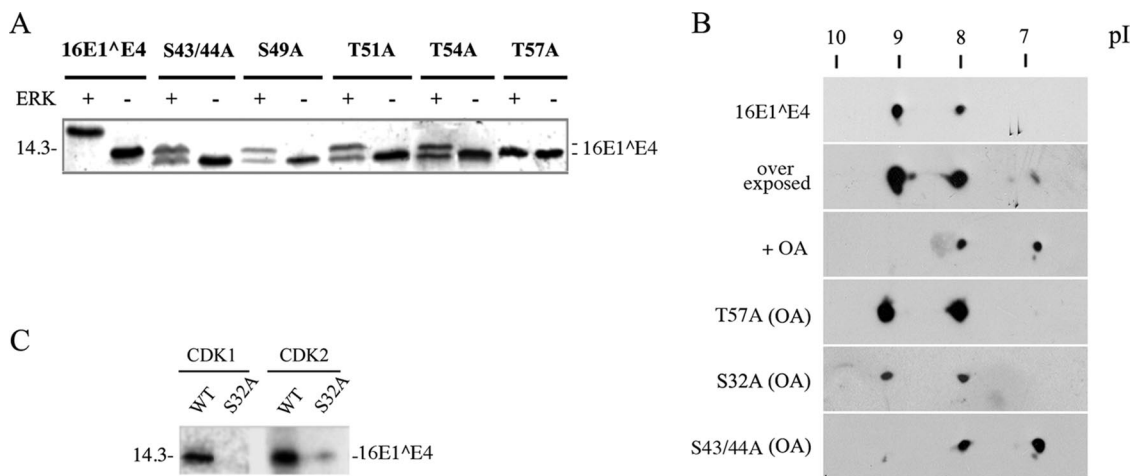 A
16E1^E4 S43/44A S49A T51A T54A T57A
ERK + - + - + - + - + - + -
14.3- 16E1^E4
B
10 9 8 7 pI
16E1^E4
over
exposed
+ OA
T57A (OA)
S32A (OA)
S43/44A (OA)
C
CDK1 CDK2
WT S32A WT S32A
14.3- -16E1^E4